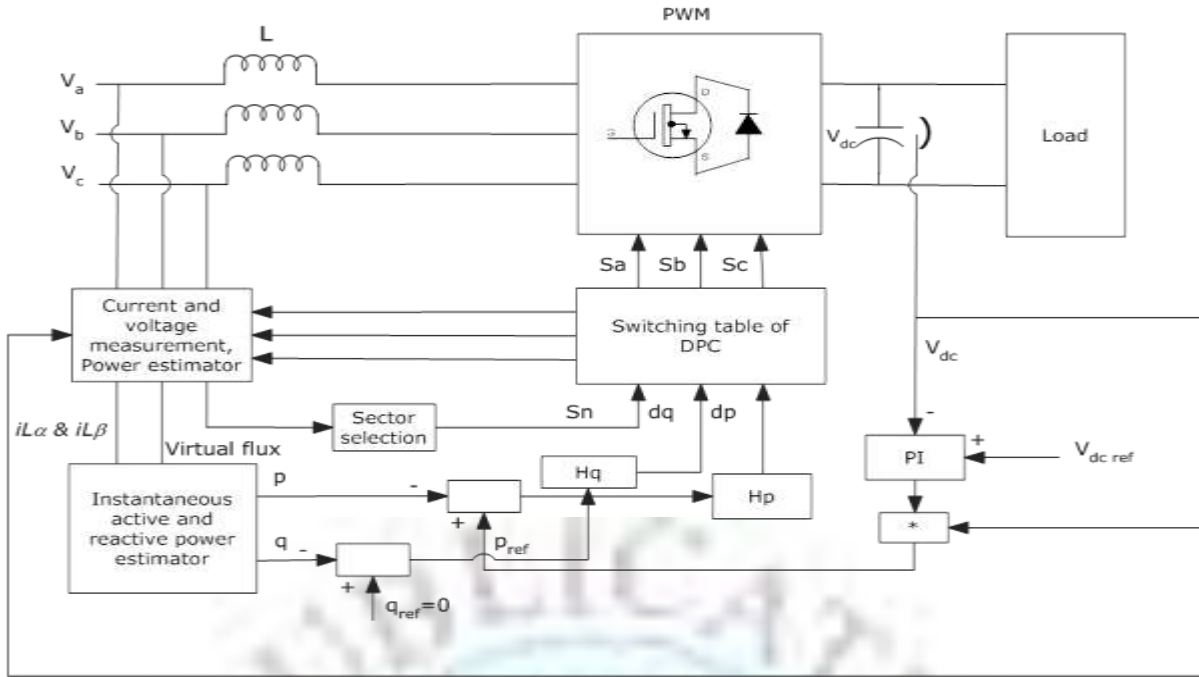 PWM
L
Va
Vb
Vc
D
G
S
Vdc
)
Load
Sa
Sb
Sc
Current and
voltage
measurement,
Power estimator
Switching table of
DPC
Vdc
iLα & iLβ
Virtual flux
Sector
selection
Sn
dq
dp
-
+
PI
Vdc ref
Hq
Hp
*
Instantaneous
active and
reactive power
estimator
p
-
+
pref
q
-
+
qref=0